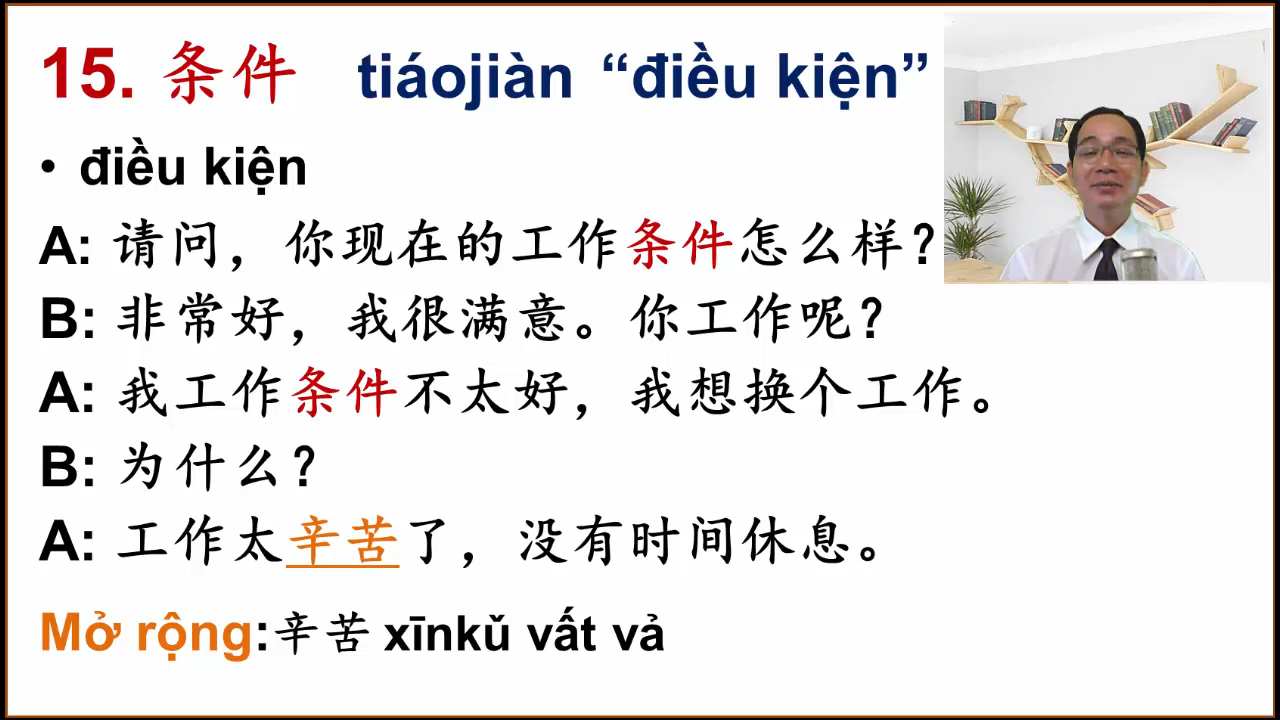 15. 条件 tiáojiàn “điều kiện”
• điều kiện
A: 请问，你现在的工作条件怎么样？
B: 非常好，我很满意。你工作呢？
A: 我工作条件不太好，我想换个工作。
B: 为什么？
A: 工作太辛苦了，没有时间休息。
Mở rộng:辛苦 xīnkǔ vất vả